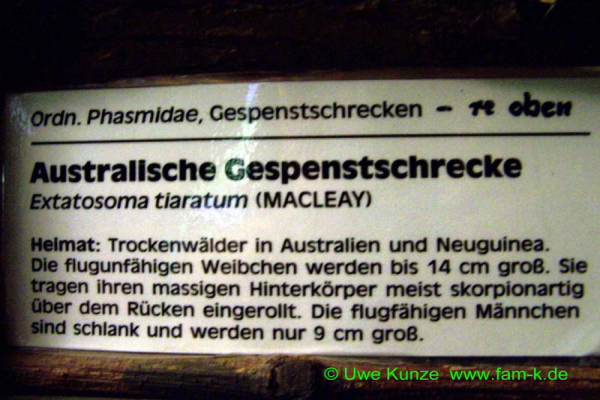 Ordn. Phasmidae, Gespenstschrecken – re oben
Australische Gespenstschrecke
Extatosoma tiaratum (MACLEAY)
Heimat: Trockenwälder in Australien und Neuguinea.
Die flugunfähigen Weibchen werden bis 14 cm groß. Sie
tragen ihren massigen Hinterkörper meist skorpionartig
über dem Rücken eingerollt. Die flugfähigen Männchen
sind schlank und werden nur 9 cm groß.
© Uwe Kunze www.fam-k.de